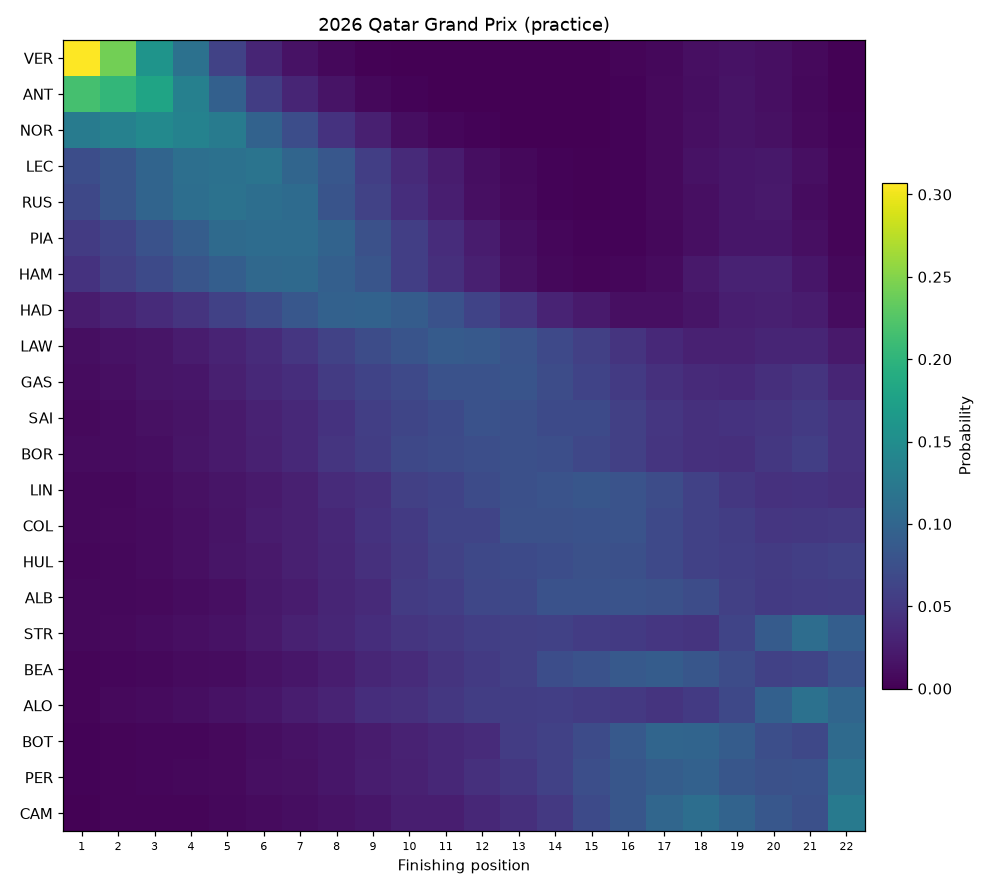 2026 Qatar Grand Prix (practice)
VER
ANT
NOR
LEC
RUS
PIA
HAM
HAD
LAW
GAS
SAI
BOR
LIN
COL
HUL
ALB
STR
BEA
ALO
BOT
PER
CAM
1 2 3 4 5 6 7 8 9 10 11 12 13 14 15 16 17 18 19 20 21 22
Finishing position
0.30
0.25
0.20
0.15
0.10
0.05
0.00
Probability